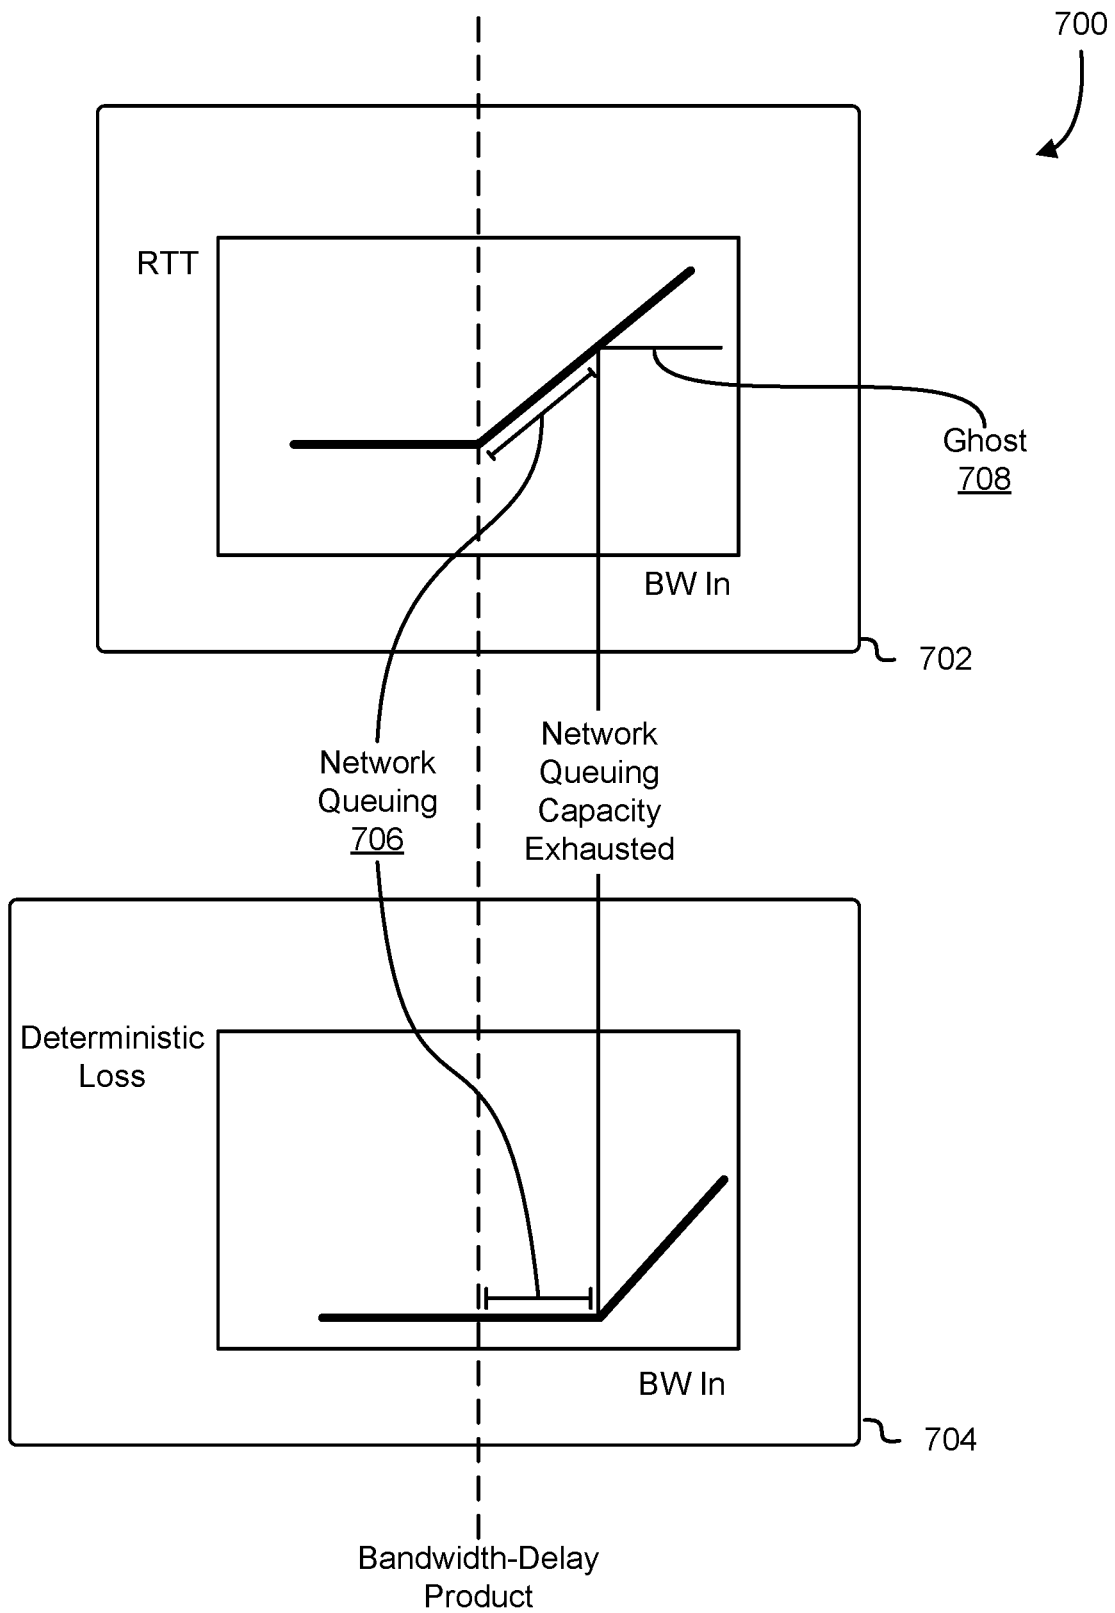 700
RTT
Ghost
708
BW In
702
Network
Queuing
706
Network
Queuing
Capacity
Exhausted
Deterministic
Loss
BW In
704
Bandwidth-Delay
Product